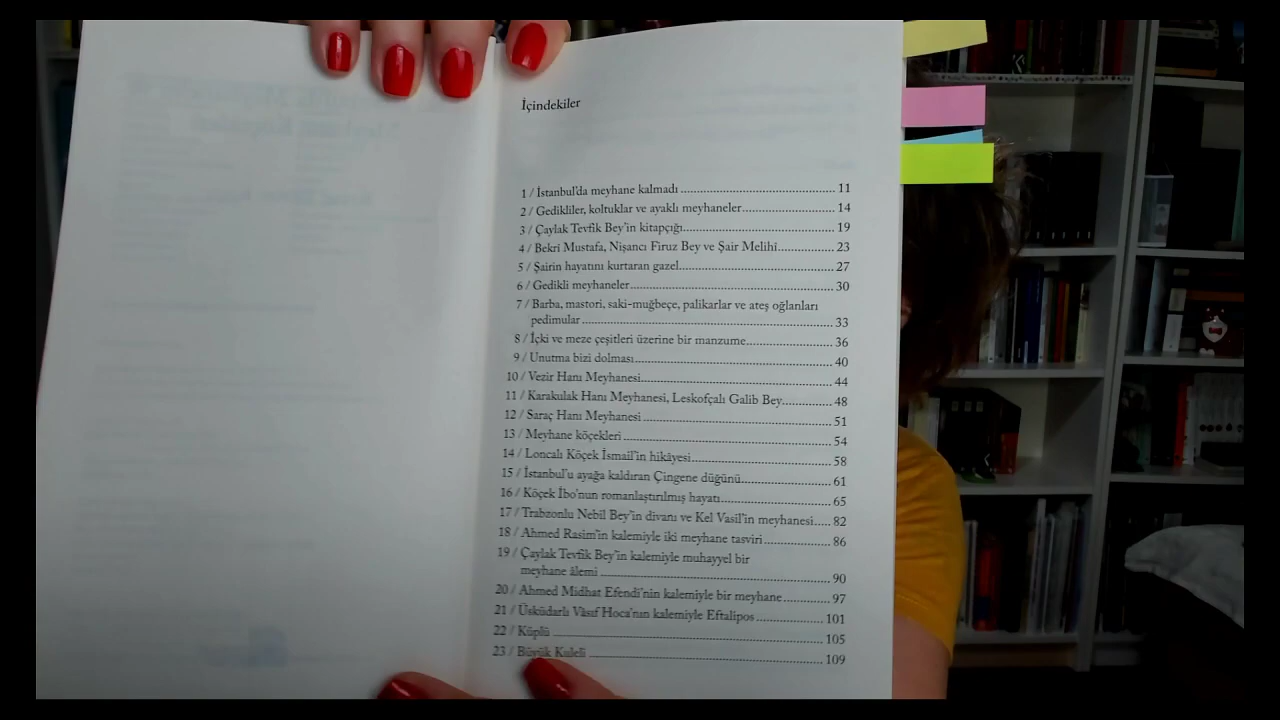 İçindekiler
1 / İstanbul'da meyhane kalmadı ........ 11
2 / Gedikliler, koltuklar ve ayaklı meyhaneler ........ 14
3 / Çaylak Tevfik Bey'in kitapçığı ........ 19
4 / Bekrî Mustafa, Nişancı Firuz Bey ve Şair Melihî ........ 23
5 / Şairin hayatını kurtaran gazel ........ 27
6 / Gedikli meyhaneler ........ 30
7 / Barba, mastori, saki-muğbeçe, palikarlar ve ateş oğlanları
pedimular ........ 33
8 / İçki ve meze çeşitleri üzerine bir manzume ........ 36
9 / Unutma bizi dolması ........ 40
10 / Vezir Hanı Meyhanesi ........ 44
11 / Karakulak Hanı Meyhanesi, Leskofçalı Galib Bey ........ 48
12 / Saraç Hanı Meyhanesi ........ 51
13 / Meyhane köçekleri ........ 54
14 / Loncalı Köçek İsmail'in hikâyesi ........ 58
15 / İstanbul'u ayağa kaldıran Çingene düğünü ........ 61
16 / Köçek İbo'nun romanlaştırılmış hayatı ........ 65
17 / Trabzonlu Nebil Bey'in divanı ve Kel Vasil'in meyhanesi ..... 82
18 / Ahmed Rasim'in kalemiyle iki meyhane tasviri ........ 86
19 / Çaylak Tevfik Bey'in kalemiyle muhayyel bir
meyhane âlemi ........ 90
20 / Ahmed Midhat Efendi'nin kalemiyle bir meyhane ........ 97
21 / Üsküdarlı Vâsıf Hoca'nın kalemiyle Eftalipos ........ 101
22 / Küplü ........ 105
23 / Büyük Kuleli ........ 109